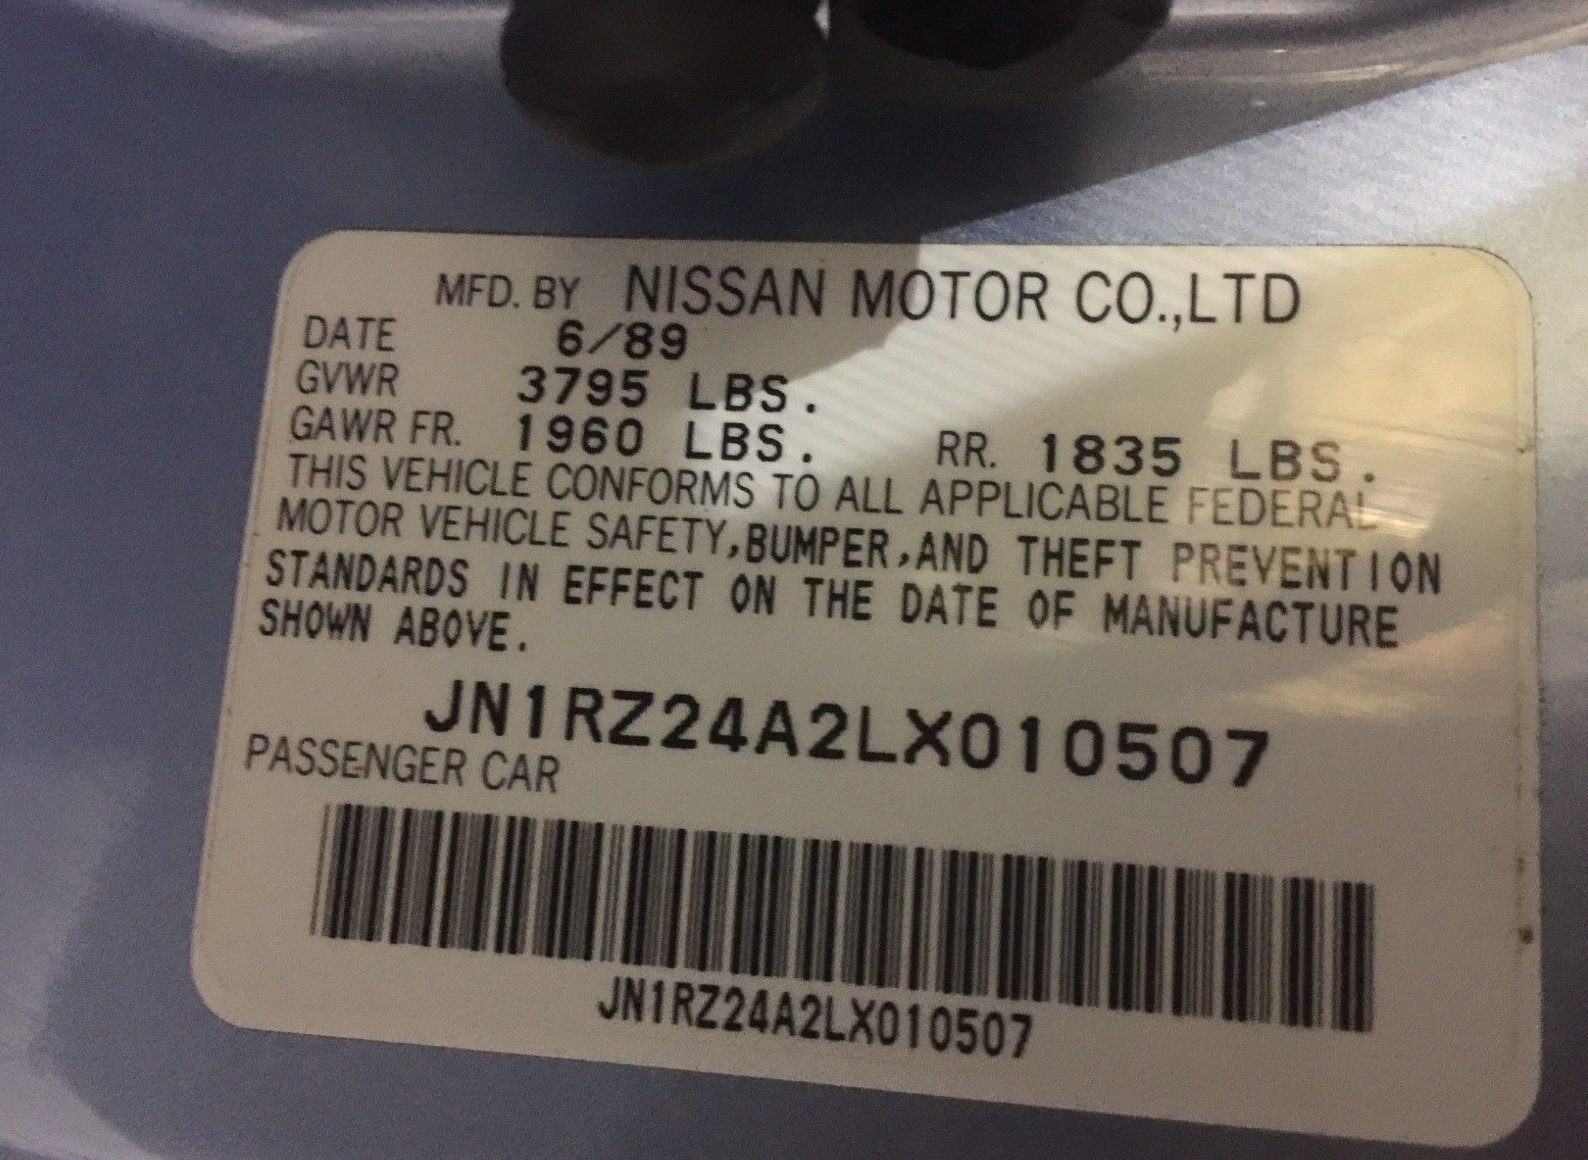 MFD. BY NISSAN MOTOR CO.,LTD
DATE 6/89
GVWR 3795 LBS.
GAWR FR. 1960 LBS. RR. 1835 LBS.
THIS VEHICLE CONFORMS TO ALL APPLICABLE FEDERAL
MOTOR VEHICLE SAFETY,BUMPER,AND THEFT PREVENTION
STANDARDS IN EFFECT ON THE DATE OF MANUFACTURE
SHOWN ABOVE.
JN1RZ24A2LX010507
PASSENGER CAR
JN1RZ24A2LX010507